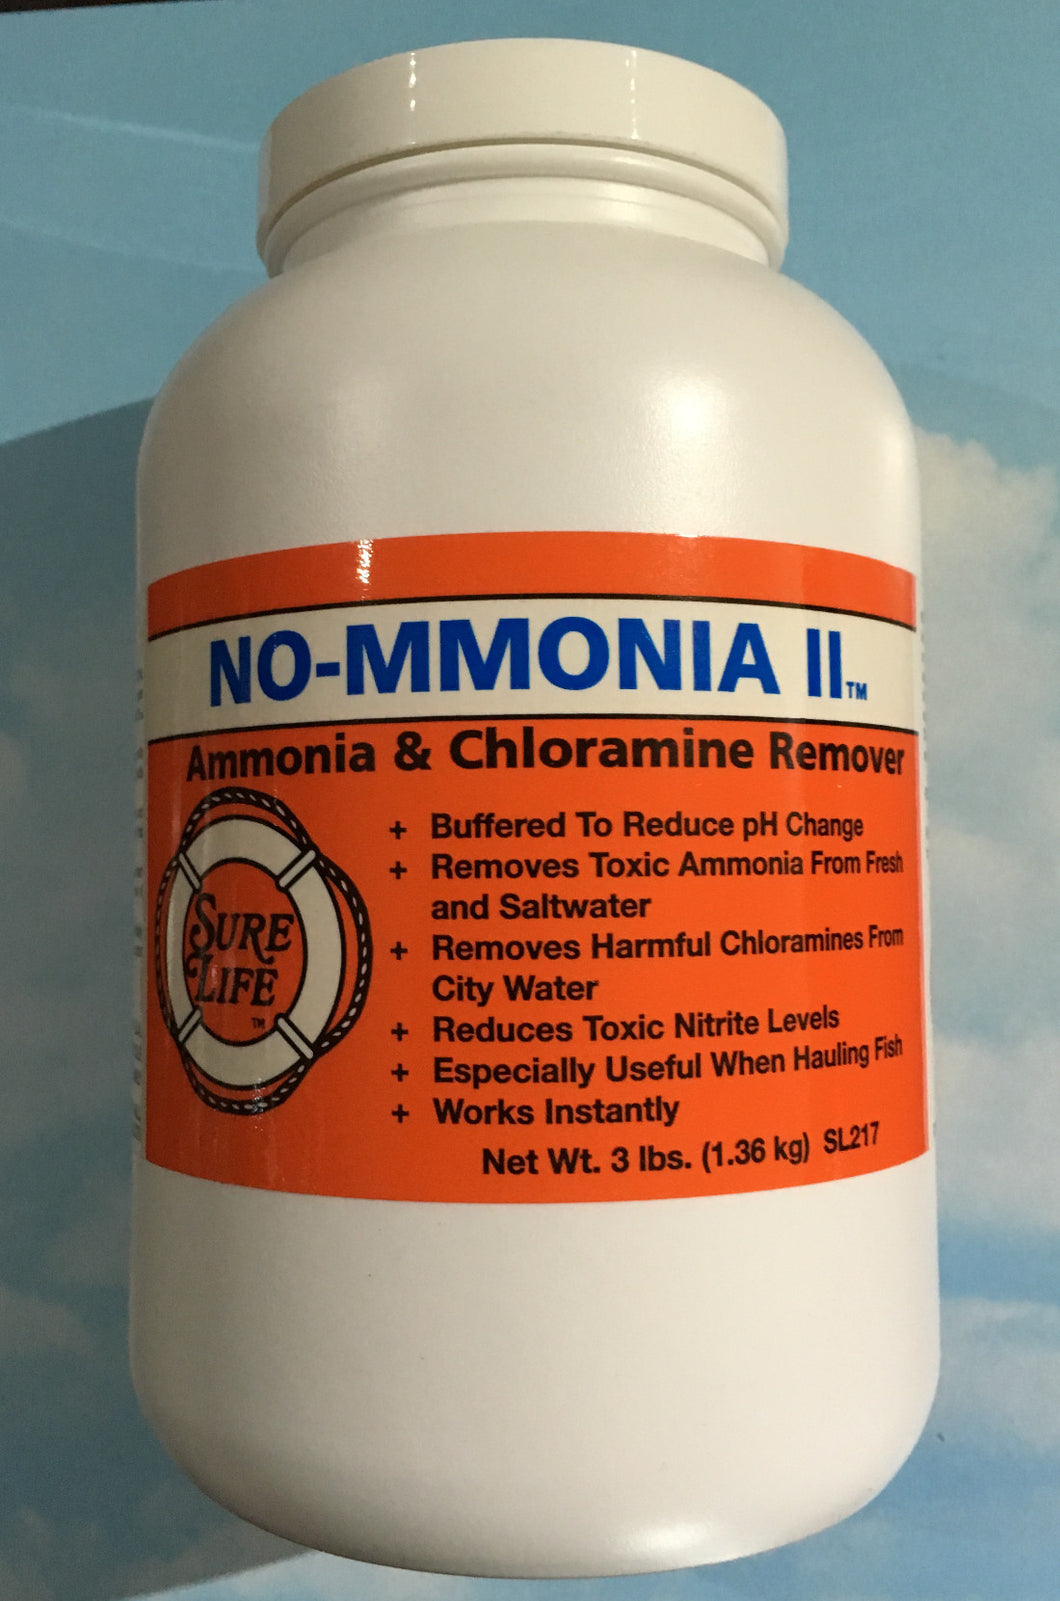 NO-MMONIA II™
Ammonia & Chloramine Remover
SURE
LIFE
™
+ Buffered To Reduce pH Change
+ Removes Toxic Ammonia From Fresh
and Saltwater
+ Removes Harmful Chloramines From
City Water
+ Reduces Toxic Nitrite Levels
+ Especially Useful When Hauling Fish
+ Works Instantly
Net Wt. 3 lbs. (1.36 kg) SL217